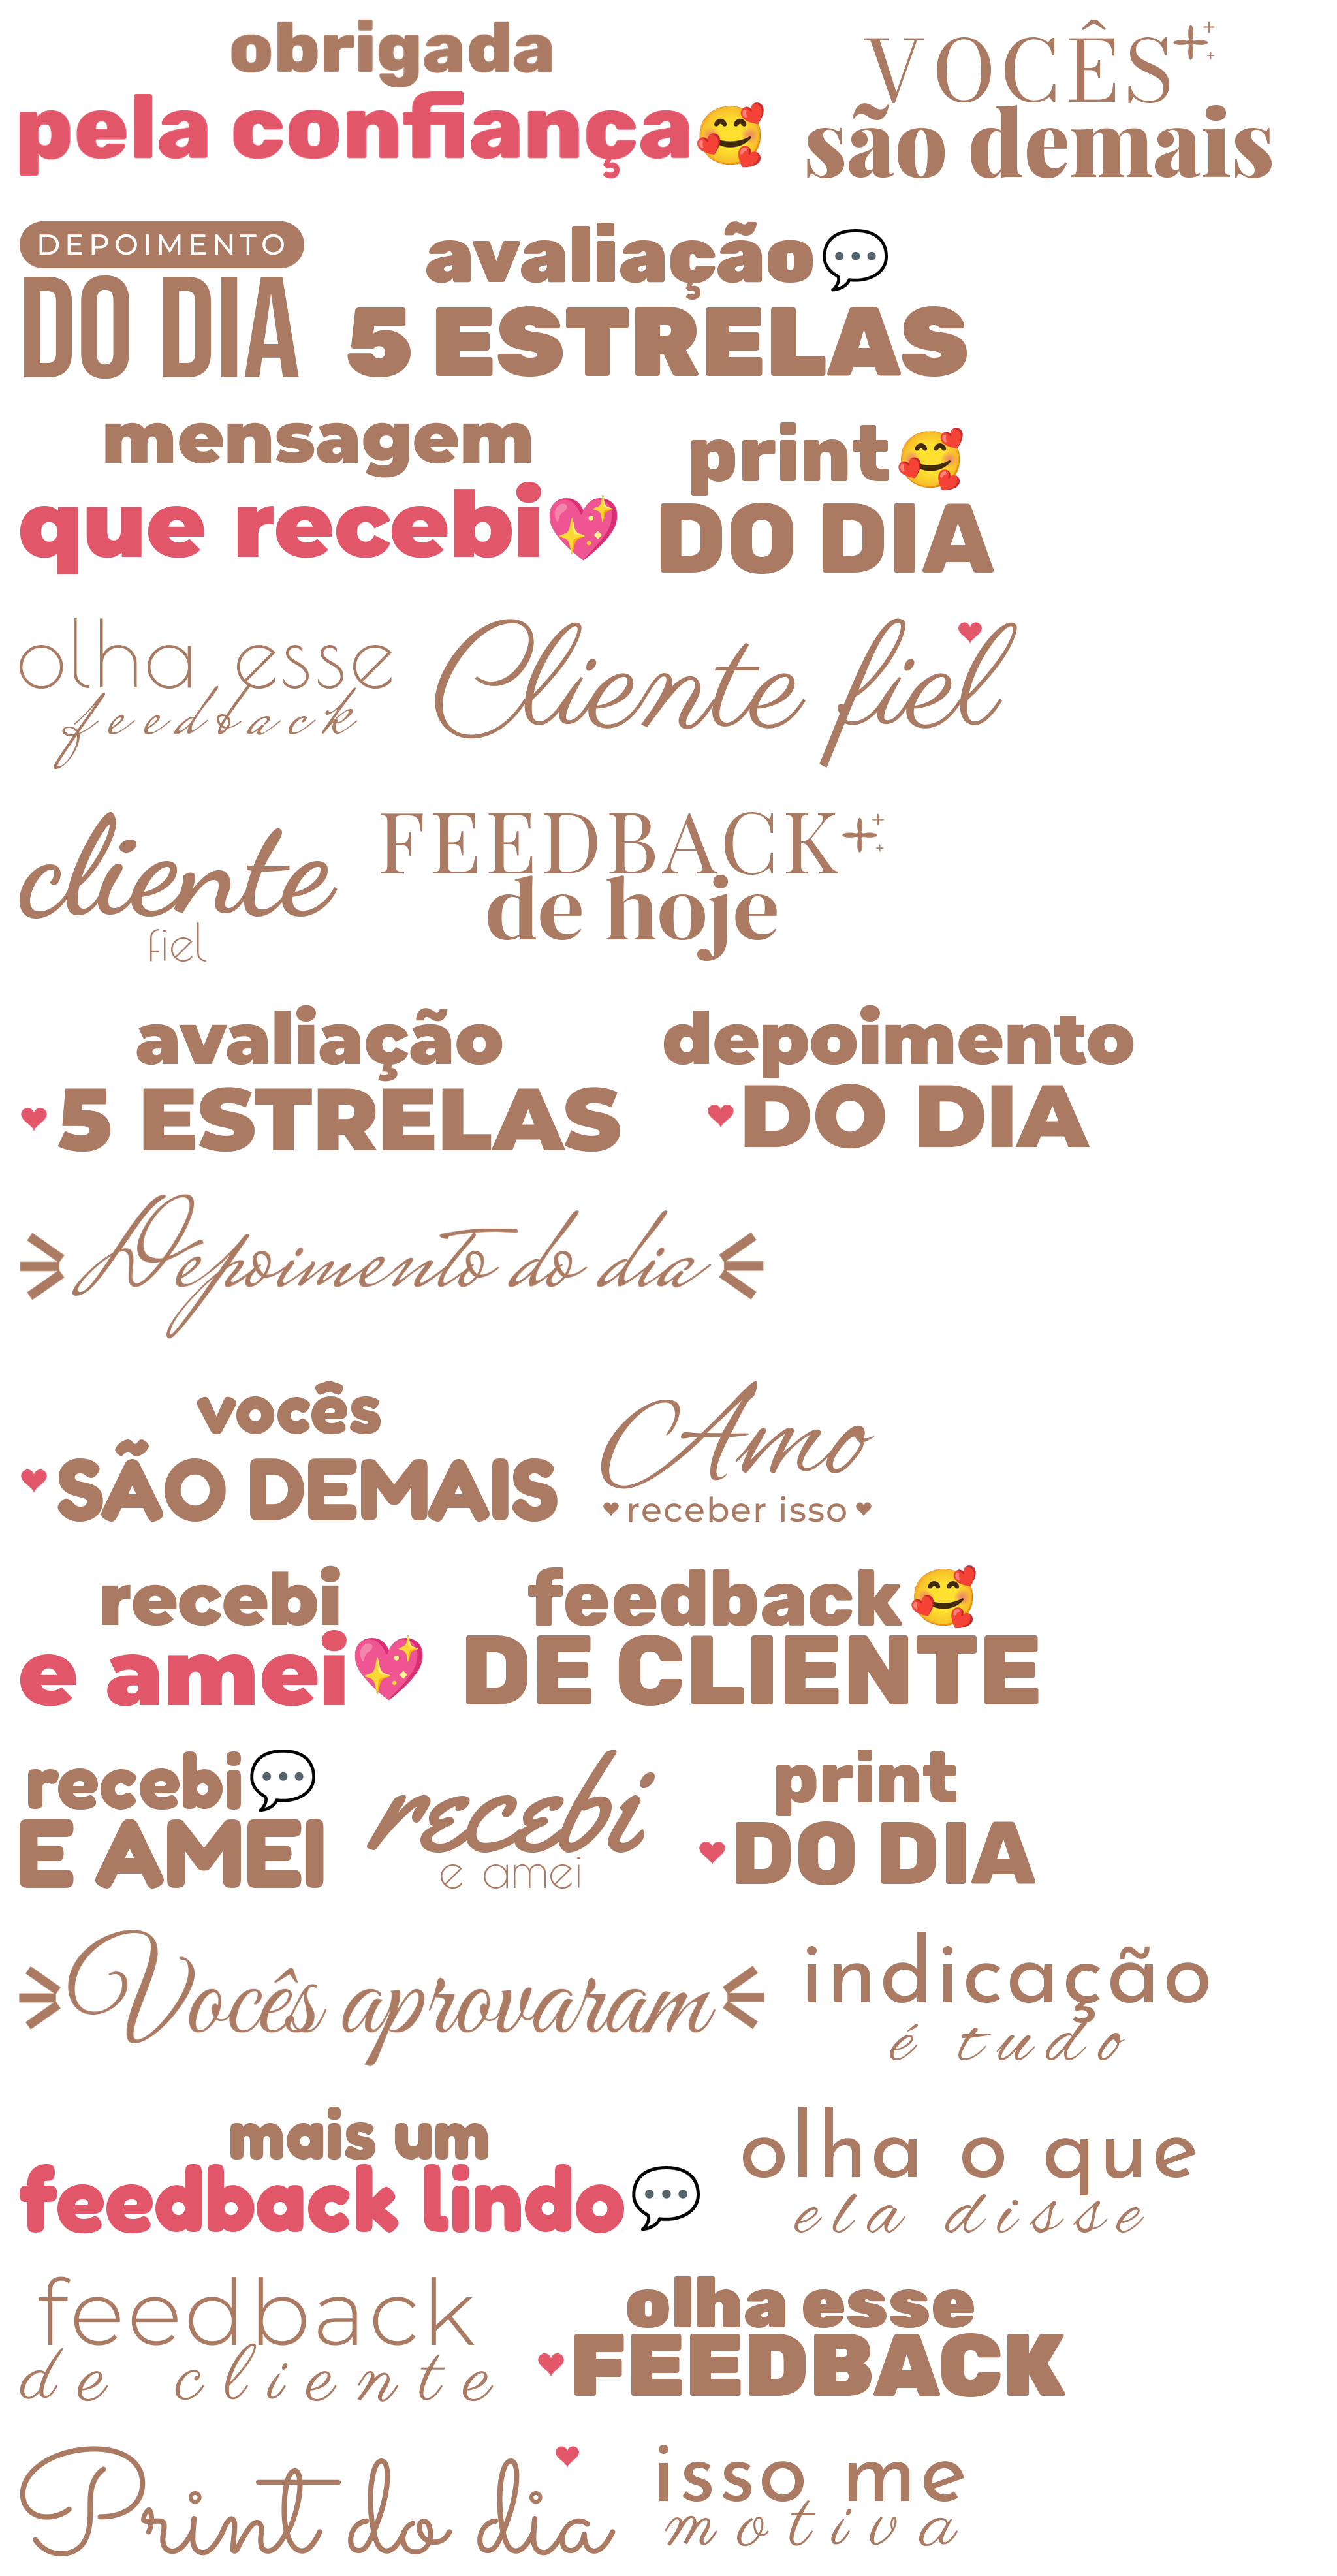 obrigada
pela confiança🥰
VOCÊS
são demais
DEPOIMENTO
DO DIA
avaliação💬
5 ESTRELAS
mensagem
que recebi💖
print🥰
DO DIA
olha esse
feedback
Cliente fiel
cliente
fiel
FEEDBACK
de hoje
avaliação
5 ESTRELAS
depoimento
DO DIA
Depoimento do dia
vocês
SÃO DEMAIS
Amo
receber isso
recebi
e amei💖
feedback🥰
DE CLIENTE
recebi💬
E AMEI
recebi
e amei
print
DO DIA
Vocês aprovaram
indicação
é tudo
mais um
feedback lindo💬
olha o que
ela disse
feedback
de cliente
olha esse
FEEDBACK
Print do dia
isso me
motiva